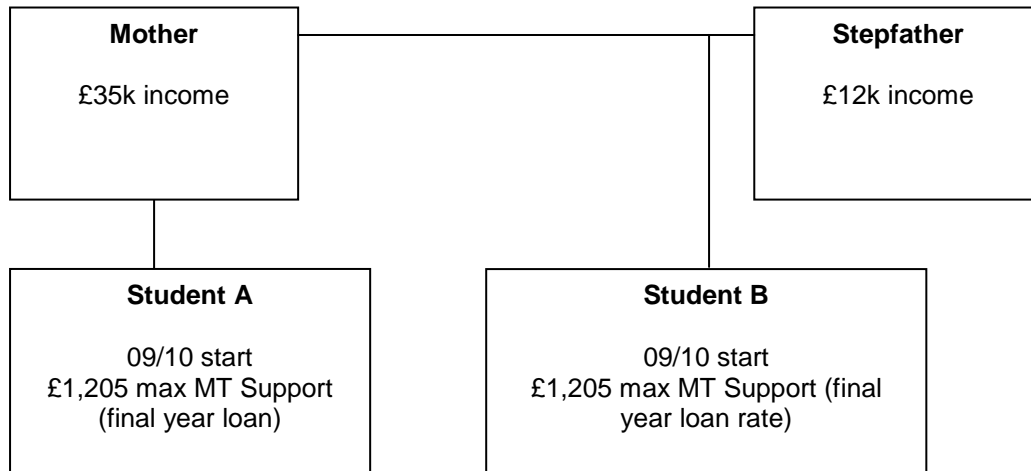 Mother
£35k income
Stepfather
£12k income
Student A
09/10 start
£1,205 max MT Support
(final year loan)
Student B
09/10 start
£1,205 max MT Support (final
year loan rate)